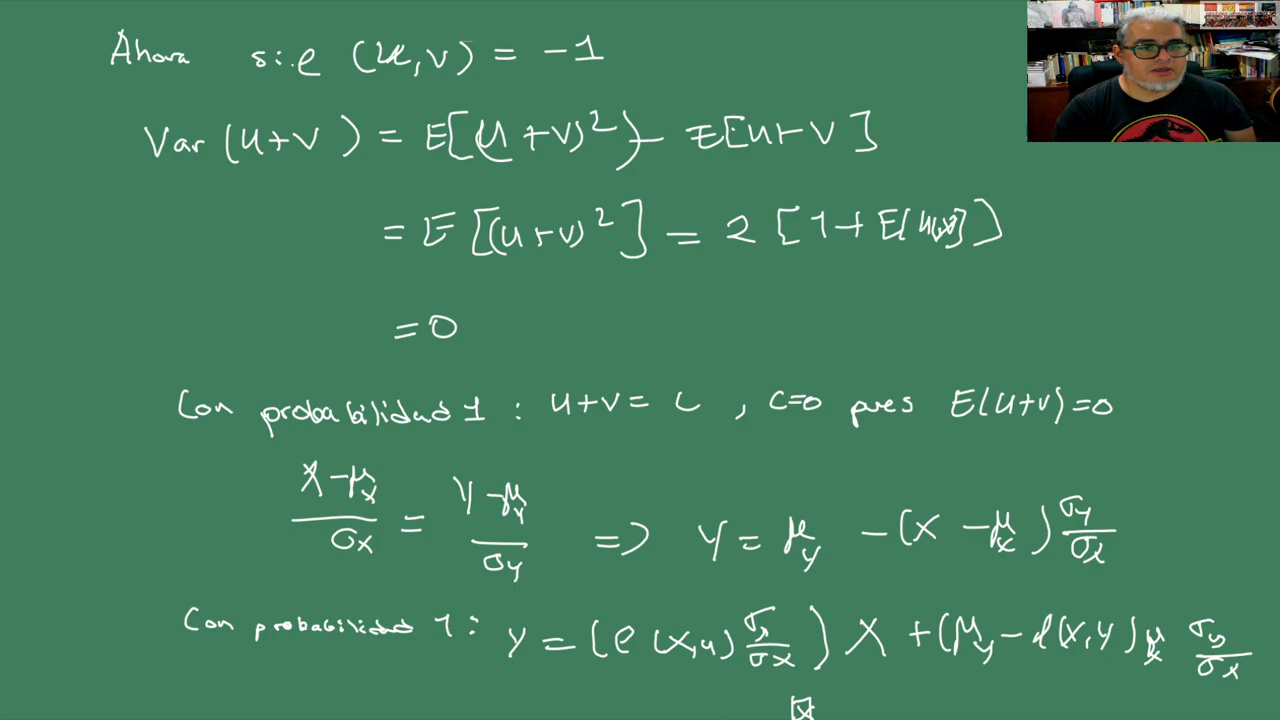 Ahora si: ρ (u,v) = -1
Var (u+v) = E[(u+v)²] - E[u+v]
= E[(u+v)²] = 2 [1 + E(u,v)]
= 0
Con probabilidad 1 : u+v = c , c=0 pues E(u+v)=0
(X-μx)/σx = (Y-μy)/σy ⇒ Y = μy - (X-μx) σy/σx
Con probabilidad 1: Y = (ρ(X,y) σy/σx) X + (μy - ρ(X,Y) μx σy/σx